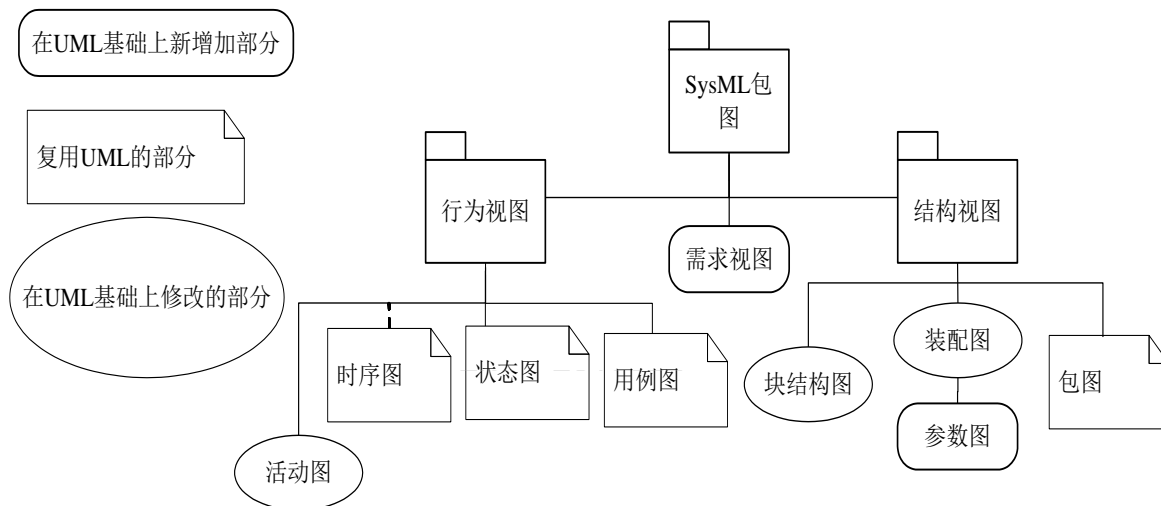 在UML基础上新增加部分
复用UML的部分
在UML基础上修改的部分
SysML包
图
行为视图
需求视图
结构视图
时序图
状态图
用例图
活动图
块结构图
装配图
包图
参数图